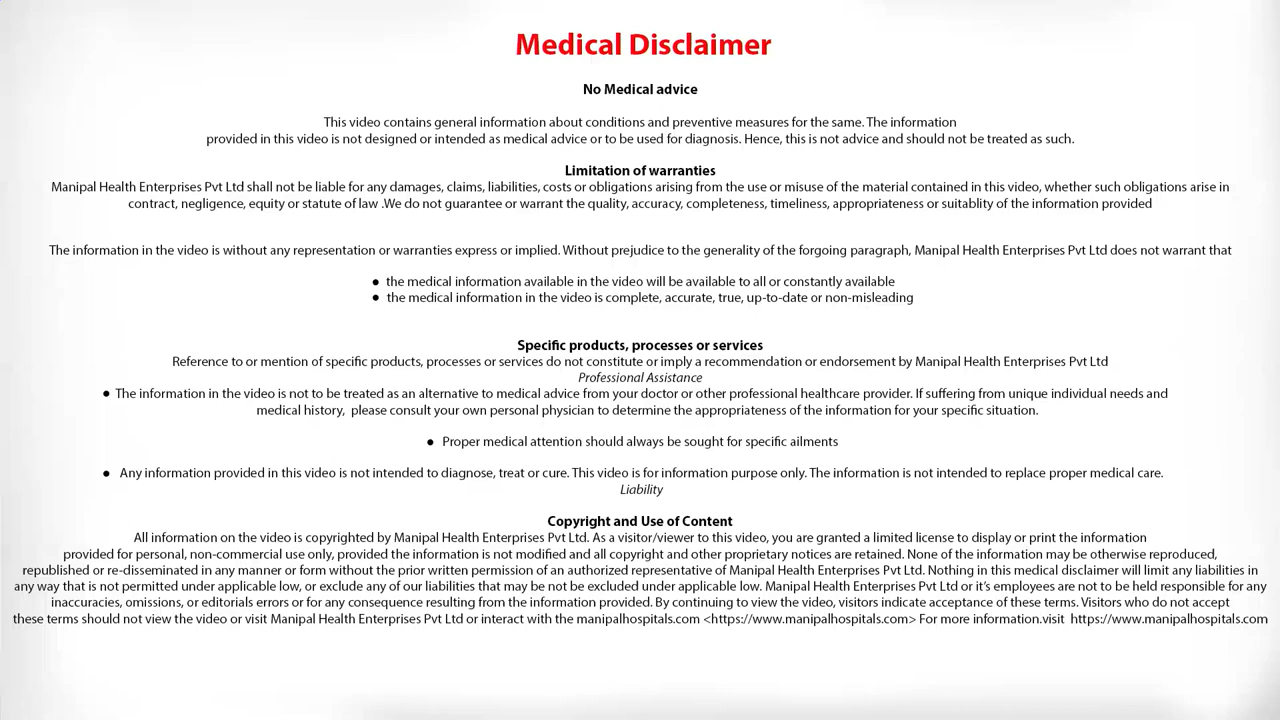 Medical Disclaimer
No Medical advice
This video contains general information about conditions and preventive measures for the same. The information
provided in this video is not designed or intended as medical advice or to be used for diagnosis. Hence, this is not advice and should not be treated as such.
Limitation of warranties
Manipal Health Enterprises Pvt Ltd shall not be liable for any damages, claims, liabilities, costs or obligations arising from the use or misuse of the material contained in this video, whether such obligations arise in
contract, negligence, equity or statute of law .We do not guarantee or warrant the quality, accuracy, completeness, timeliness, appropriateness or suitablity of the information provided
The information in the video is without any representation or warranties express or implied. Without prejudice to the generality of the forgoing paragraph, Manipal Health Enterprises Pvt Ltd does not warrant that
● the medical information available in the video will be available to all or constantly available
● the medical information in the video is complete, accurate, true, up-to-date or non-misleading
Specific products, processes or services
Reference to or mention of specific products, processes or services do not constitute or imply a recommendation or endorsement by Manipal Health Enterprises Pvt Ltd
Professional Assistance
● The information in the video is not to be treated as an alternative to medical advice from your doctor or other professional healthcare provider. If suffering from unique individual needs and
medical history, please consult your own personal physician to determine the appropriateness of the information for your specific situation.
● Proper medical attention should always be sought for specific ailments
● Any information provided in this video is not intended to diagnose, treat or cure. This video is for information purpose only. The information is not intended to replace proper medical care.
Liability
Copyright and Use of Content
All information on the video is copyrighted by Manipal Health Enterprises Pvt Ltd. As a visitor/viewer to this video, you are granted a limited license to display or print the information
provided for personal, non-commercial use only, provided the information is not modified and all copyright and other proprietary notices are retained. None of the information may be otherwise reproduced,
republished or re-disseminated in any manner or form without the prior written permission of an authorized representative of Manipal Health Enterprises Pvt Ltd. Nothing in this medical disclaimer will limit any liabilities in
any way that is not permitted under applicable low, or exclude any of our liabilities that may be not be excluded under applicable low. Manipal Health Enterprises Pvt Ltd or it's employees are not to be held responsible for any
inaccuracies, omissions, or editorials errors or for any consequence resulting from the information provided. By continuing to view the video, visitors indicate acceptance of these terms. Visitors who do not accept
these terms should not view the video or visit Manipal Health Enterprises Pvt Ltd or interact with the manipalhospitals.com <https://www.manipalhospitals.com> For more information.visit https://www.manipalhospitals.com